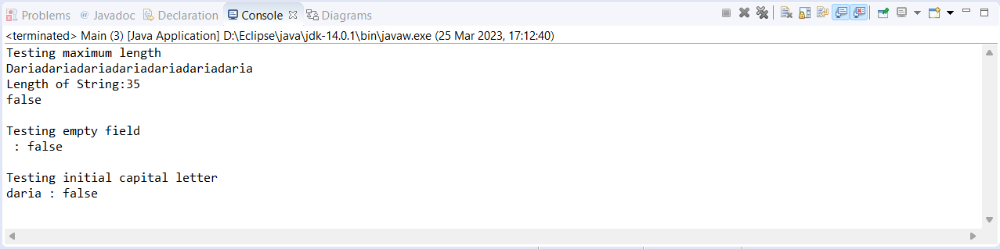 Problems @ Javadoc Declaration Console Diagrams
<terminated> Main (3) [Java Application] D:\Eclipse\java\jdk-14.0.1\bin\javaw.exe (25 Mar 2023, 17:12:40)
Testing maximum length
Dariadariadariadariadariadariadaria
Length of String:35
false
Testing empty field
: false
Testing initial capital letter
daria : false